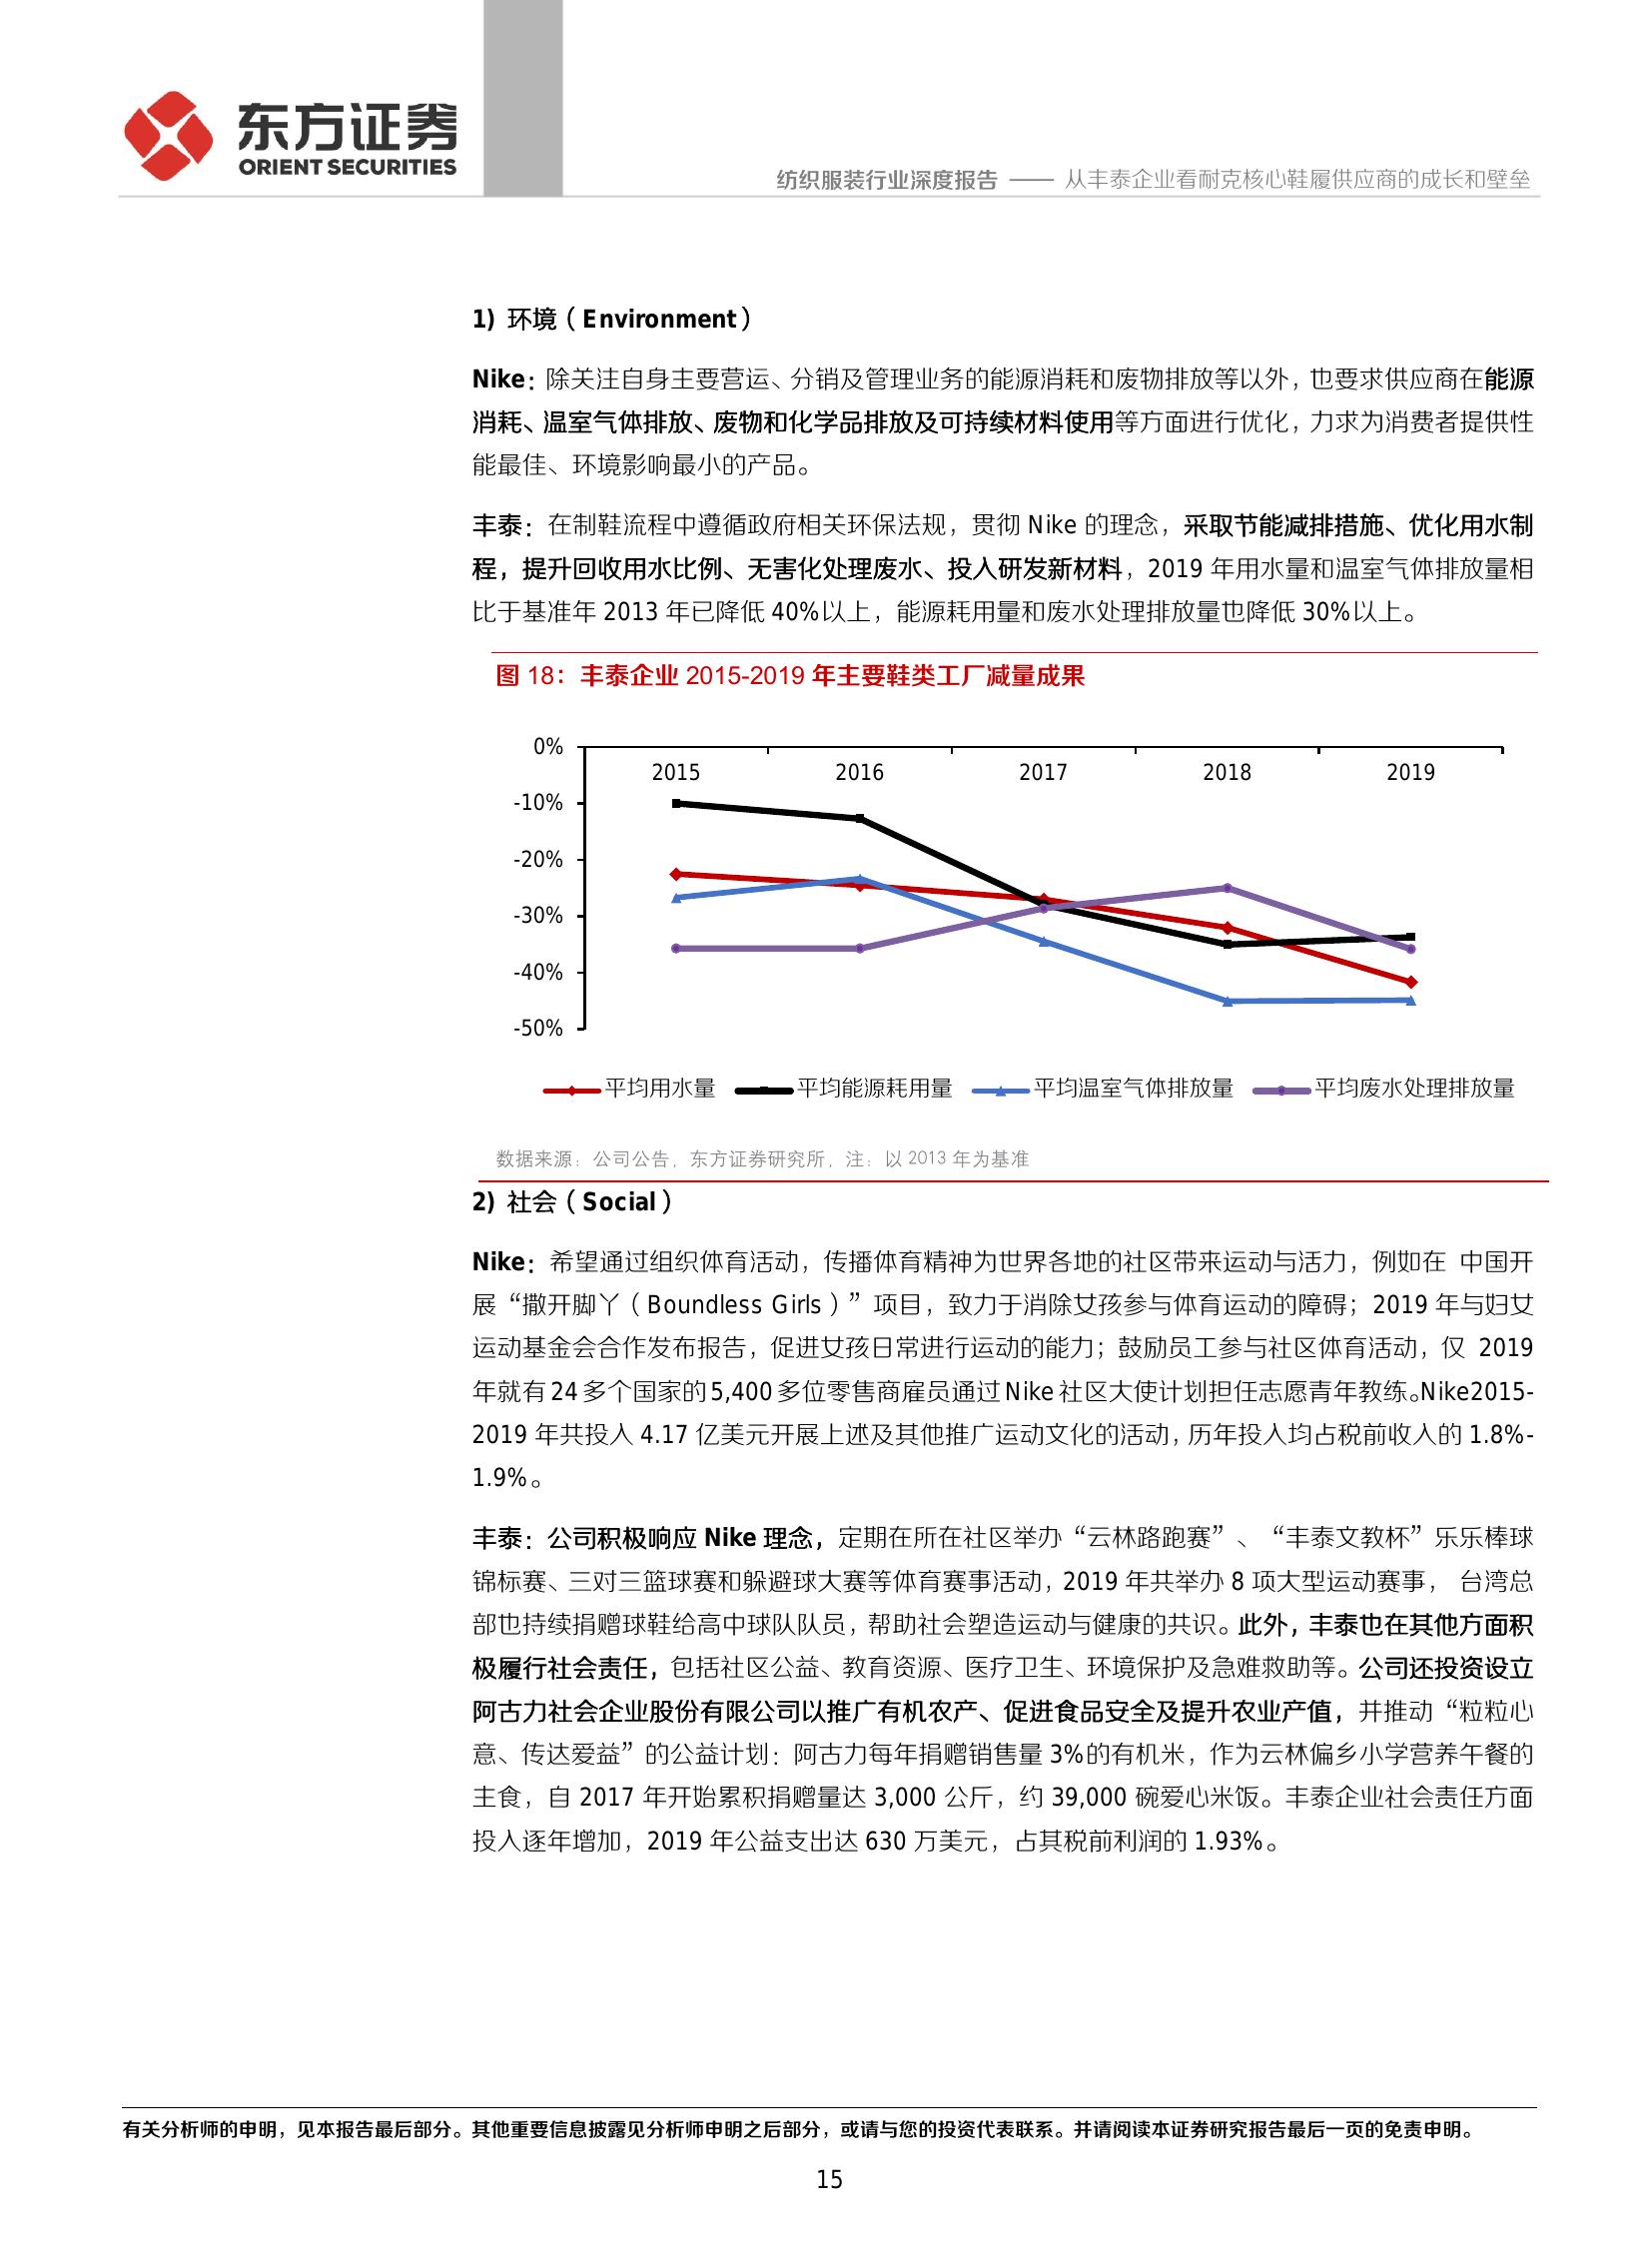 东方证券
ORIENT SECURITIES
纺织服装行业深度报告 —— 从丰泰企业看耐克核心鞋履供应商的成长和壁垒
1) 环境（Environment）
Nike：除关注自身主要营运、分销及管理业务的能源消耗和废物排放等以外，也要求供应商在能源
消耗、温室气体排放、废物和化学品排放及可持续材料使用等方面进行优化，力求为消费者提供性
能最佳、环境影响最小的产品。
丰泰：在制鞋流程中遵循政府相关环保法规，贯彻 Nike 的理念，采取节能减排措施、优化用水制
程，提升回收用水比例、无害化处理废水、投入研发新材料，2019 年用水量和温室气体排放量相
比于基准年 2013 年已降低 40%以上，能源耗用量和废水处理排放量也降低 30%以上。
图 18：丰泰企业 2015-2019 年主要鞋类工厂减量成果
0%
2015 2016 2017 2018 2019
-10%
-20%
-30%
-40%
-50%
平均用水量 平均能源耗用量 平均温室气体排放量 平均废水处理排放量
数据来源：公司公告，东方证券研究所，注：以 2013 年为基准
2) 社会（Social）
Nike：希望通过组织体育活动，传播体育精神为世界各地的社区带来运动与活力，例如在 中国开
展“撒开脚丫（Boundless Girls）”项目，致力于消除女孩参与体育运动的障碍；2019 年与妇女
运动基金会合作发布报告，促进女孩日常进行运动的能力；鼓励员工参与社区体育活动，仅 2019
年就有 24 多个国家的 5,400 多位零售商雇员通过 Nike 社区大使计划担任志愿青年教练。Nike2015-
2019 年共投入 4.17 亿美元开展上述及其他推广运动文化的活动，历年投入均占税前收入的 1.8%-
1.9%。
丰泰：公司积极响应 Nike 理念，定期在所在社区举办“云林路跑赛”、“丰泰文教杯”乐乐棒球
锦标赛、三对三篮球赛和躲避球大赛等体育赛事活动，2019 年共举办 8 项大型运动赛事， 台湾总
部也持续捐赠球鞋给高中球队队员，帮助社会塑造运动与健康的共识。此外，丰泰也在其他方面积
极履行社会责任，包括社区公益、教育资源、医疗卫生、环境保护及急难救助等。公司还投资设立
阿古力社会企业股份有限公司以推广有机农产、促进食品安全及提升农业产值，并推动“粒粒心
意、传达爱益”的公益计划：阿古力每年捐赠销售量 3%的有机米，作为云林偏乡小学营养午餐的
主食，自 2017 年开始累积捐赠量达 3,000 公斤，约 39,000 碗爱心米饭。丰泰企业社会责任方面
投入逐年增加，2019 年公益支出达 630 万美元，占其税前利润的 1.93%。
有关分析师的申明，见本报告最后部分。其他重要信息披露见分析师申明之后部分，或请与您的投资代表联系。并请阅读本证券研究报告最后一页的免责申明。
15